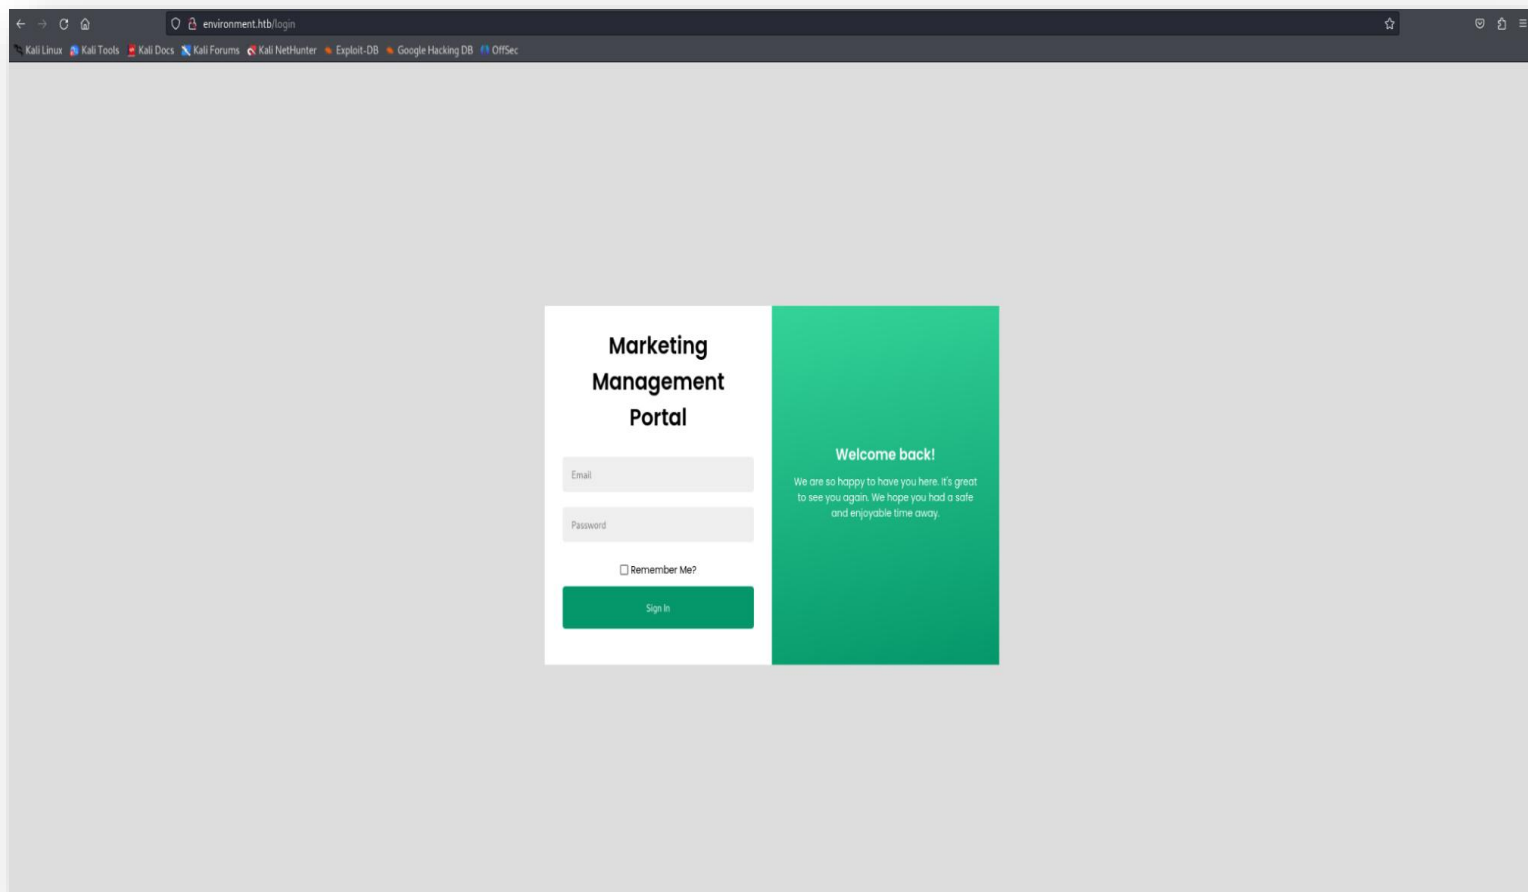 environment.htb/login
Kali Linux Kali Tools Kali Docs Kali Forums Kali NetHunter Exploit-DB Google Hacking DB OffSec
Marketing
Management
Portal
Email
Password
Remember Me?
Sign In
Welcome back!
We are so happy to have you here. It's great
to see you again. We hope you had a safe
and enjoyable time away.